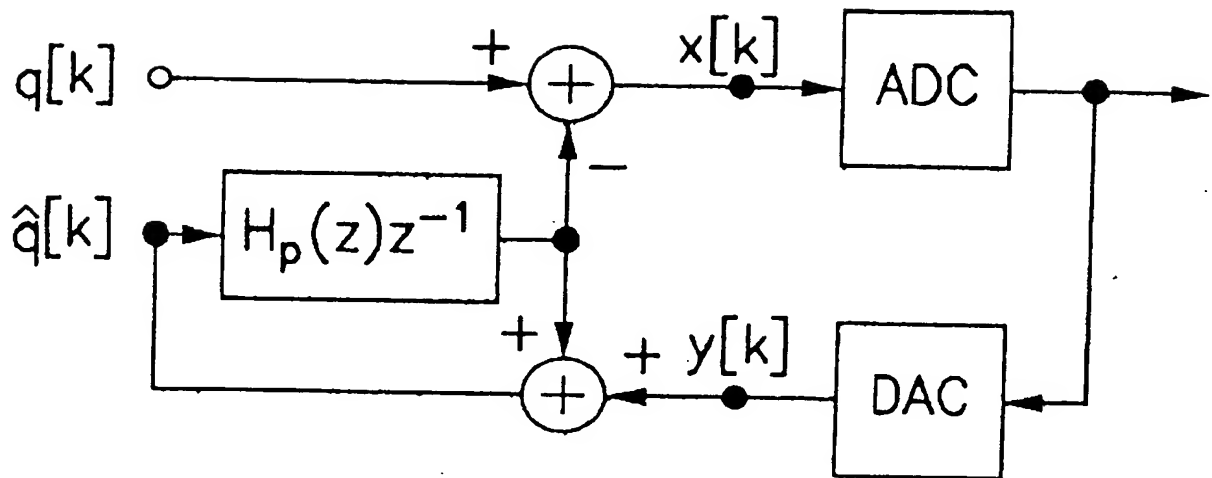 q[k]
+
+
x[k]
ADC
−
q̂[k]
H_p(z)z⁻¹
+
+
y[k]
DAC
+